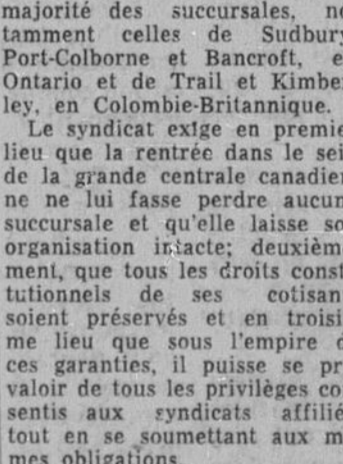 majorité des succursales, no
tamment celles de Sudbury
Port-Colborne et Bancroft, e
Ontario et de Trail et Kimbe
ley, en Colombie-Britannique.
Le syndicat exige en premie
lieu que la rentrée dans le sei
de la grande centrale canadien
ne ne lui fasse perdre aucun
succursale et qu'elle laisse so
organisation intacte; deuxièm
ment, que tous les droits const
tutionnels de ses cotisan
soient préservés et en troisi
me lieu que sous l'empire d
ces garanties, il puisse se pr
valoir de tous les privilèges co
sentis aux syndicats affilié
tout en se soumettant aux m
mes obligations